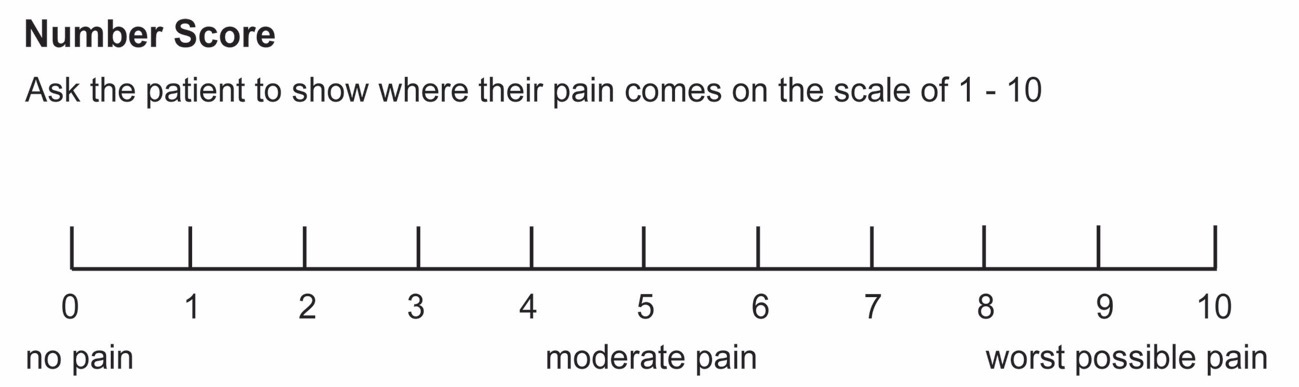 Number Score
Ask the patient to show where their pain comes on the scale of 1 - 10
0 1 2 3 4 5 6 7 8 9 10
no pain moderate pain worst possible pain